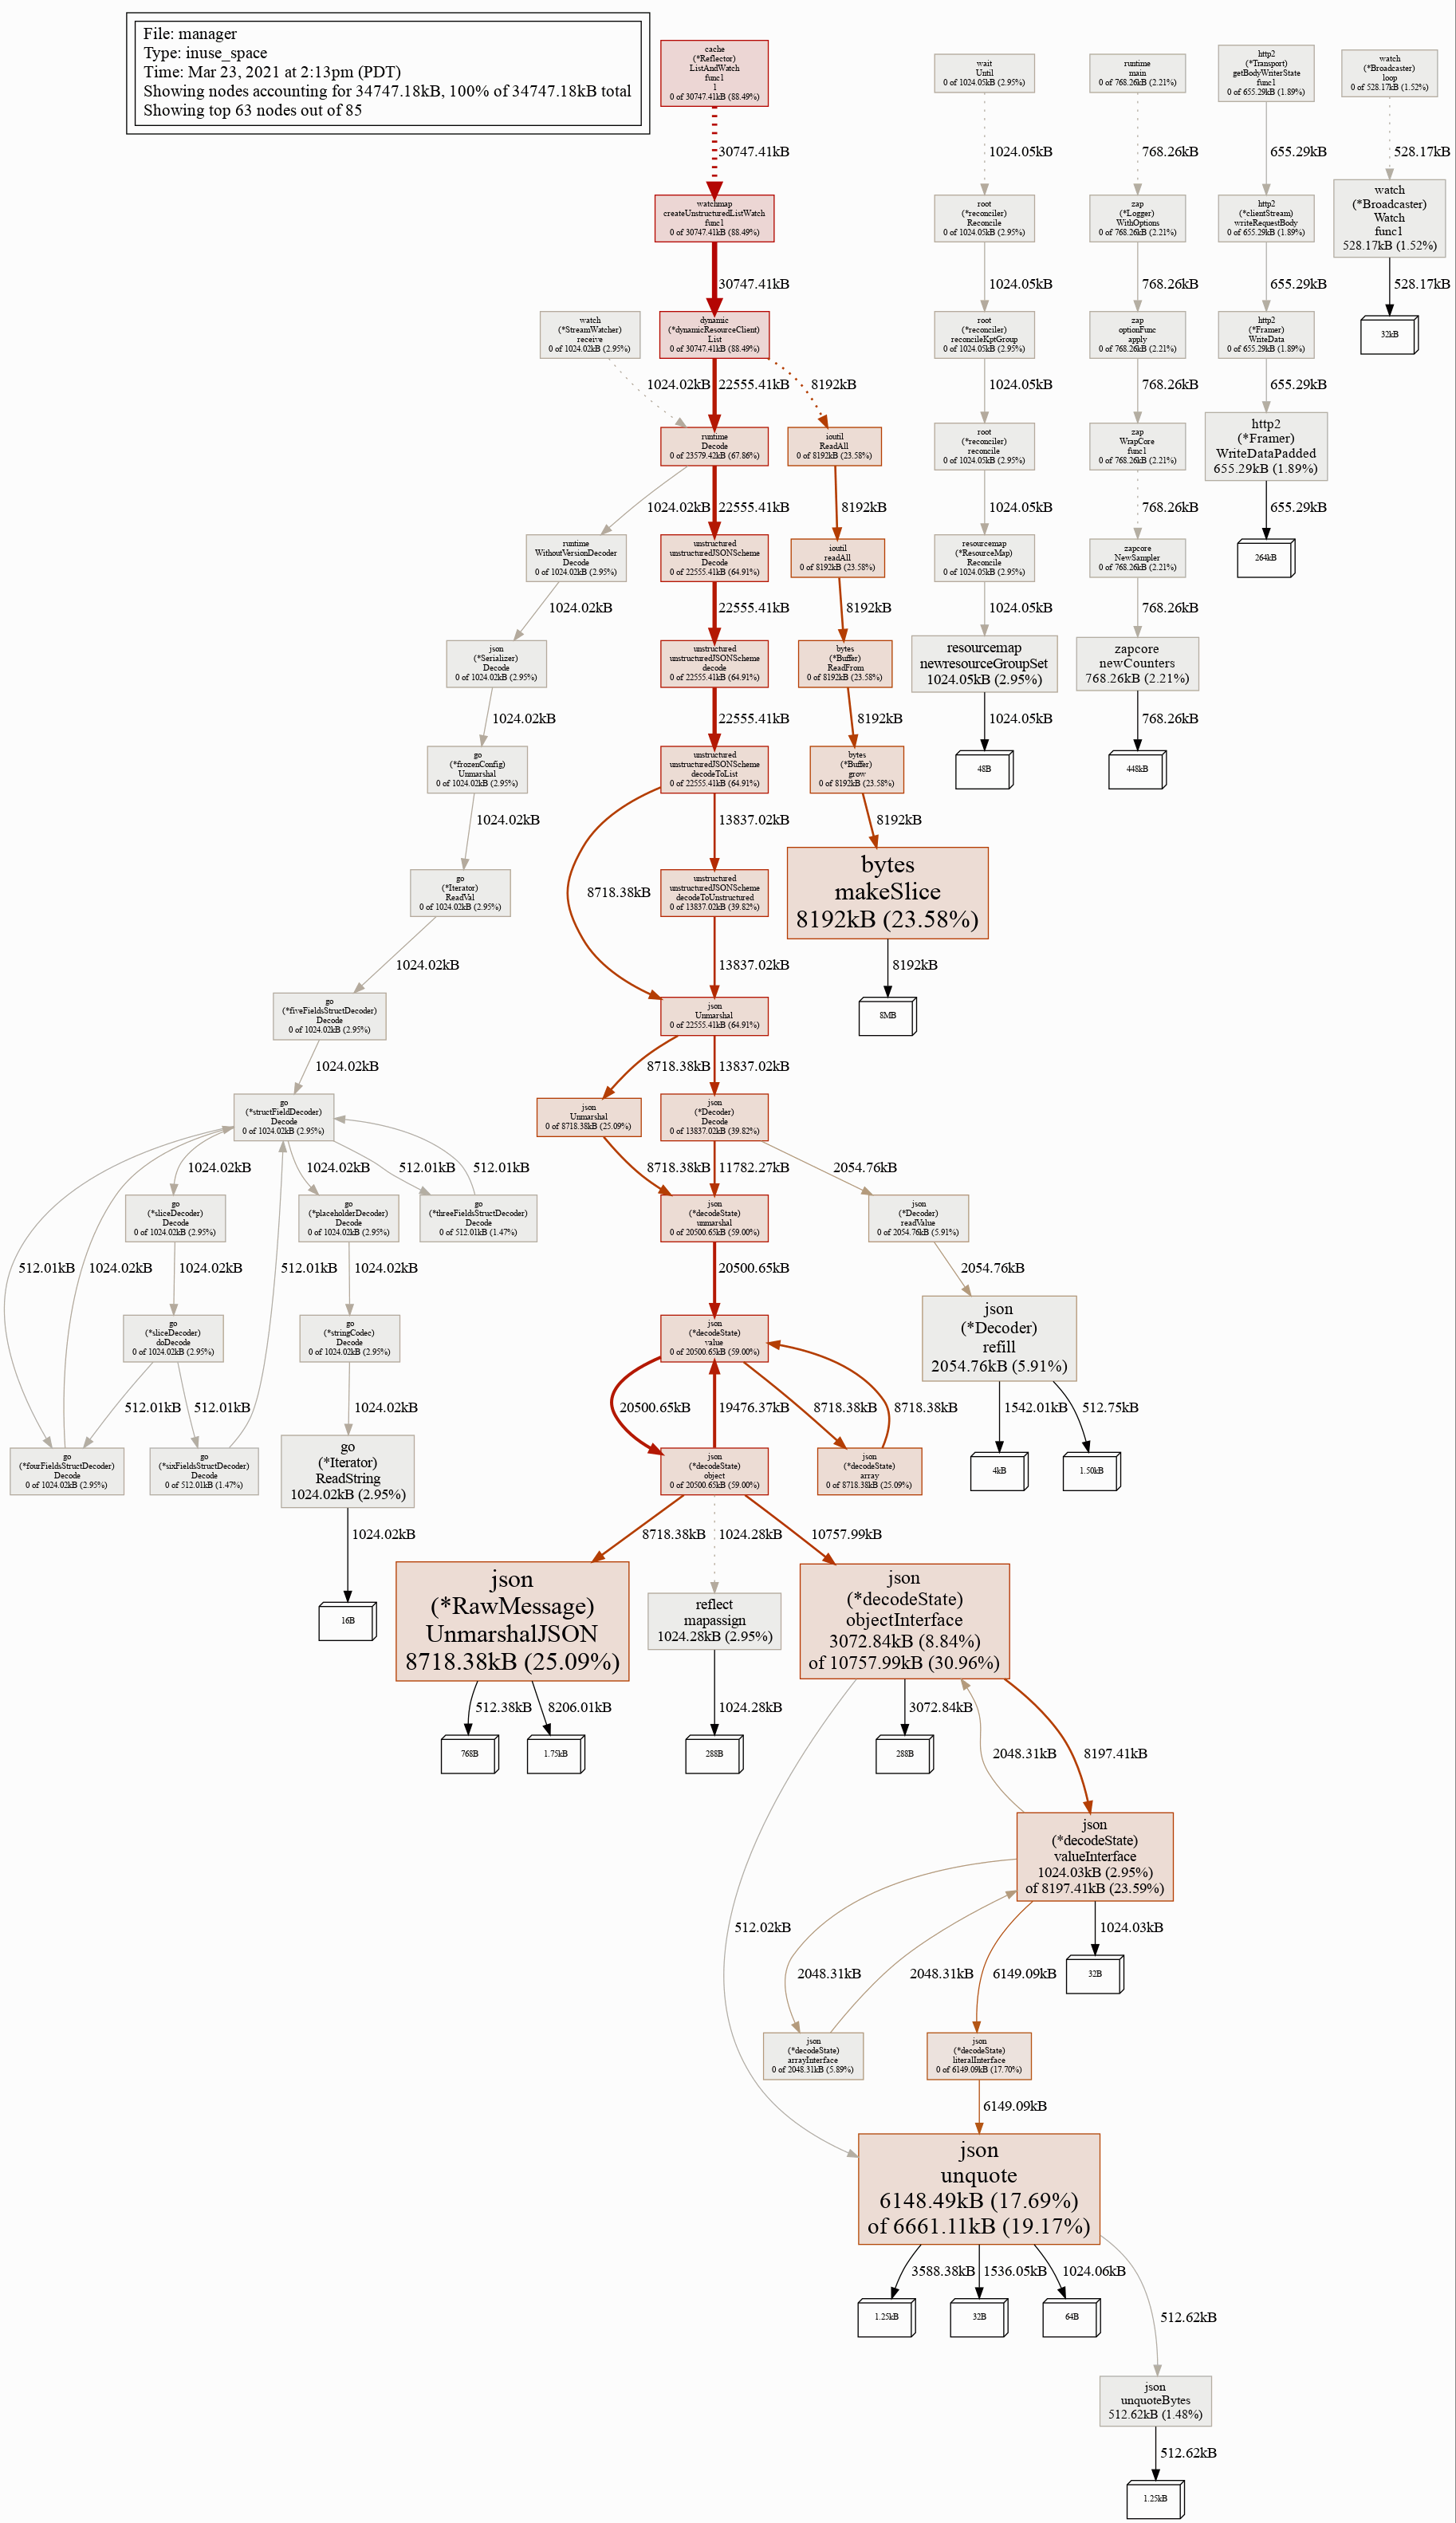 File: manager
Type: inuse_space
Time: Mar 23, 2021 at 2:13pm (PDT)
Showing nodes accounting for 34747.18kB, 100% of 34747.18kB total
Showing top 63 nodes out of 85
cache
(*Reflector)
ListAndWatch
func1
1
0 of 30747.41kB (88.49%)
wait
Until
0 of 1024.05kB (2.95%)
runtime
main
0 of 768.26kB (2.21%)
http2
(*Transport)
getBodyWriterState
func1
0 of 655.29kB (1.89%)
watch
(*Broadcaster)
loop
0 of 528.17kB (1.52%)
30747.41kB
1024.05kB
768.26kB
655.29kB
528.17kB
watchmap
createUnstructuredListWatch
func1
0 of 30747.41kB (88.49%)
root
(*reconciler)
Reconcile
0 of 1024.05kB (2.95%)
zap
(*Logger)
WithOptions
0 of 768.26kB (2.21%)
http2
(*clientStream)
writeRequestBody
0 of 655.29kB (1.89%)
watch
(*Broadcaster)
Watch
func1
528.17kB (1.52%)
30747.41kB
1024.05kB
768.26kB
655.29kB
528.17kB
watch
(*StreamWatcher)
receive
0 of 1024.02kB (2.95%)
dynamic
(*dynamicResourceClient)
List
0 of 30747.41kB (88.49%)
root
(*reconciler)
reconcileKptGroup
0 of 1024.05kB (2.95%)
zap
optionFunc
apply
0 of 768.26kB (2.21%)
http2
(*Framer)
WriteData
0 of 655.29kB (1.89%)
32kB
1024.02kB
22555.41kB
8192kB
1024.05kB
768.26kB
655.29kB
runtime
Decode
0 of 23579.42kB (67.86%)
ioutil
ReadAll
0 of 8192kB (23.58%)
root
(*reconciler)
reconcile
0 of 1024.05kB (2.95%)
zap
WrapCore
func1
0 of 768.26kB (2.21%)
http2
(*Framer)
WriteDataPadded
655.29kB (1.89%)
1024.02kB
22555.41kB
8192kB
1024.05kB
768.26kB
655.29kB
runtime
WithoutVersionDecoder
Decode
0 of 1024.02kB (2.95%)
unstructured
unstructuredJSONScheme
Decode
0 of 22555.41kB (64.91%)
ioutil
readAll
0 of 8192kB (23.58%)
resourcemap
(*ResourceMap)
Reconcile
0 of 1024.05kB (2.95%)
zapcore
NewSampler
0 of 768.26kB (2.21%)
264kB
1024.02kB
22555.41kB
8192kB
1024.05kB
768.26kB
json
(*Serializer)
Decode
0 of 1024.02kB (2.95%)
unstructured
unstructuredJSONScheme
decode
0 of 22555.41kB (64.91%)
bytes
(*Buffer)
ReadFrom
0 of 8192kB (23.58%)
resourcemap
newresourceGroupSet
1024.05kB (2.95%)
zapcore
newCounters
768.26kB (2.21%)
1024.02kB
22555.41kB
8192kB
1024.05kB
768.26kB
go
(*frozenConfig)
Unmarshal
0 of 1024.02kB (2.95%)
unstructured
unstructuredJSONScheme
decodeToList
0 of 22555.41kB (64.91%)
bytes
(*Buffer)
grow
0 of 8192kB (23.58%)
48B
448kB
1024.02kB
13837.02kB
8192kB
go
(*Iterator)
ReadVal
0 of 1024.02kB (2.95%)
8718.38kB
unstructured
unstructuredJSONScheme
decodeToUnstructured
0 of 13837.02kB (39.82%)
bytes
makeSlice
8192kB (23.58%)
1024.02kB
13837.02kB
8192kB
go
(*fiveFieldsStructDecoder)
Decode
0 of 1024.02kB (2.95%)
json
Unmarshal
0 of 22555.41kB (64.91%)
8MB
1024.02kB
8718.38kB
13837.02kB
go
(*structFieldDecoder)
Decode
0 of 1024.02kB (2.95%)
json
Unmarshal
0 of 8718.38kB (25.09%)
json
(*Decoder)
Decode
0 of 13837.02kB (39.82%)
1024.02kB
1024.02kB
512.01kB
512.01kB
8718.38kB
11782.27kB
2054.76kB
go
(*sliceDecoder)
Decode
0 of 1024.02kB (2.95%)
go
(*placeholderDecoder)
Decode
0 of 1024.02kB (2.95%)
go
(*threeFieldsStructDecoder)
Decode
0 of 512.01kB (1.47%)
json
(*decodeState)
unmarshal
0 of 20500.65kB (59.00%)
json
(*Decoder)
readValue
0 of 2054.76kB (5.91%)
512.01kB
1024.02kB
1024.02kB
512.01kB
1024.02kB
20500.65kB
2054.76kB
go
(*sliceDecoder)
doDecode
0 of 1024.02kB (2.95%)
go
(*stringCodec)
Decode
0 of 1024.02kB (2.95%)
json
(*decodeState)
value
0 of 20500.65kB (59.00%)
json
(*Decoder)
refill
2054.76kB (5.91%)
512.01kB
512.01kB
1024.02kB
20500.65kB
19476.37kB
8718.38kB
8718.38kB
1542.01kB
512.75kB
go
(*fourFieldsStructDecoder)
Decode
0 of 1024.02kB (2.95%)
go
(*sixFieldsStructDecoder)
Decode
0 of 512.01kB (1.47%)
go
(*Iterator)
ReadString
1024.02kB (2.95%)
json
(*decodeState)
object
0 of 20500.65kB (59.00%)
json
(*decodeState)
array
0 of 8718.38kB (25.09%)
4kB
1.50kB
1024.02kB
8718.38kB
1024.28kB
10757.99kB
16B
json
(*RawMessage)
UnmarshalJSON
8718.38kB (25.09%)
reflect
mapassign
1024.28kB (2.95%)
json
(*decodeState)
objectInterface
3072.84kB (8.84%)
of 10757.99kB (30.96%)
512.38kB
8206.01kB
1024.28kB
3072.84kB
768B
1.75kB
288B
288B
2048.31kB
8197.41kB
json
(*decodeState)
valueInterface
1024.03kB (2.95%)
of 8197.41kB (23.59%)
512.02kB
1024.03kB
2048.31kB
2048.31kB
6149.09kB
32B
json
(*decodeState)
arrayInterface
0 of 2048.31kB (5.89%)
json
(*decodeState)
literalInterface
0 of 6149.09kB (17.70%)
6149.09kB
json
unquote
6148.49kB (17.69%)
of 6661.11kB (19.17%)
3588.38kB
1536.05kB
1024.06kB
1.25kB
32B
64B
512.62kB
json
unquoteBytes
512.62kB (1.48%)
512.62kB
1.25kB